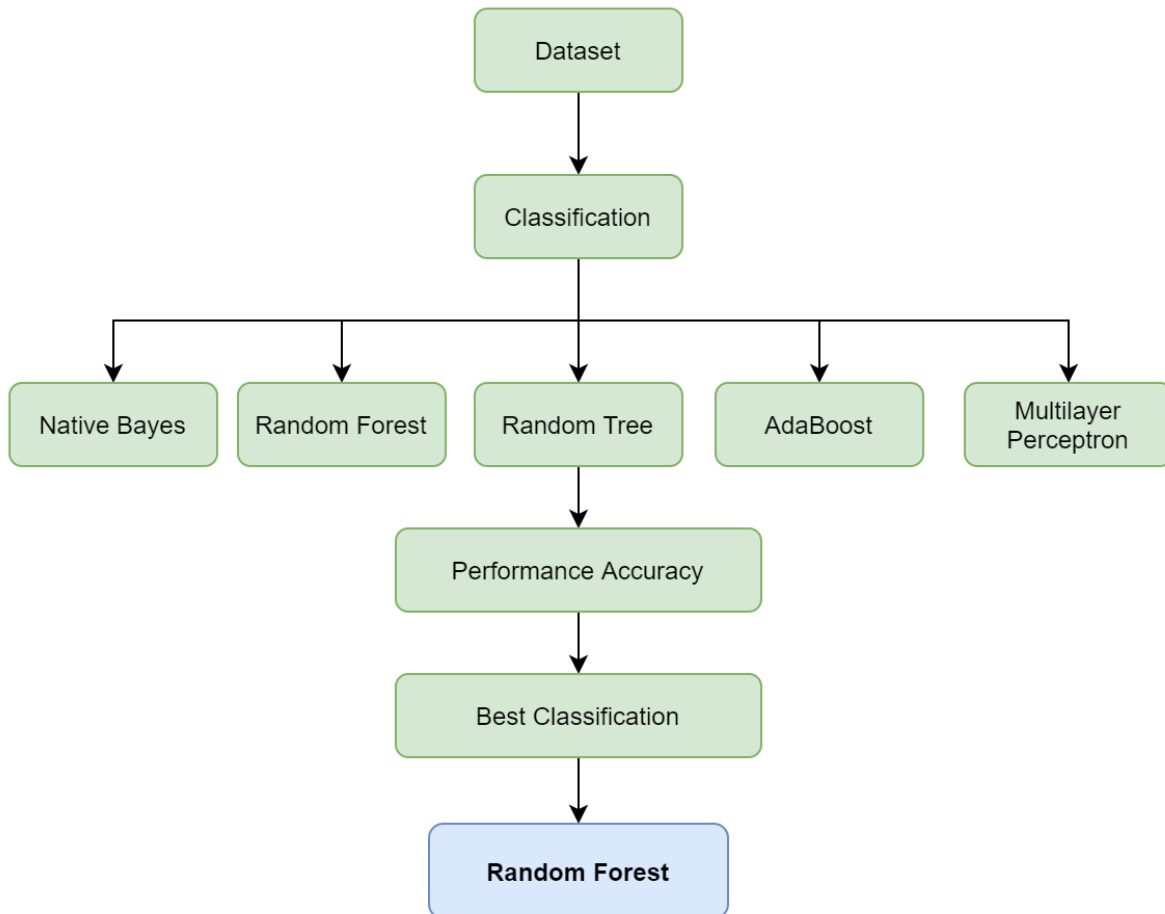 Dataset
Classification
Native Bayes
Random Forest
Random Tree
AdaBoost
Multilayer
Perceptron
Performance Accuracy
Best Classification
Random Forest